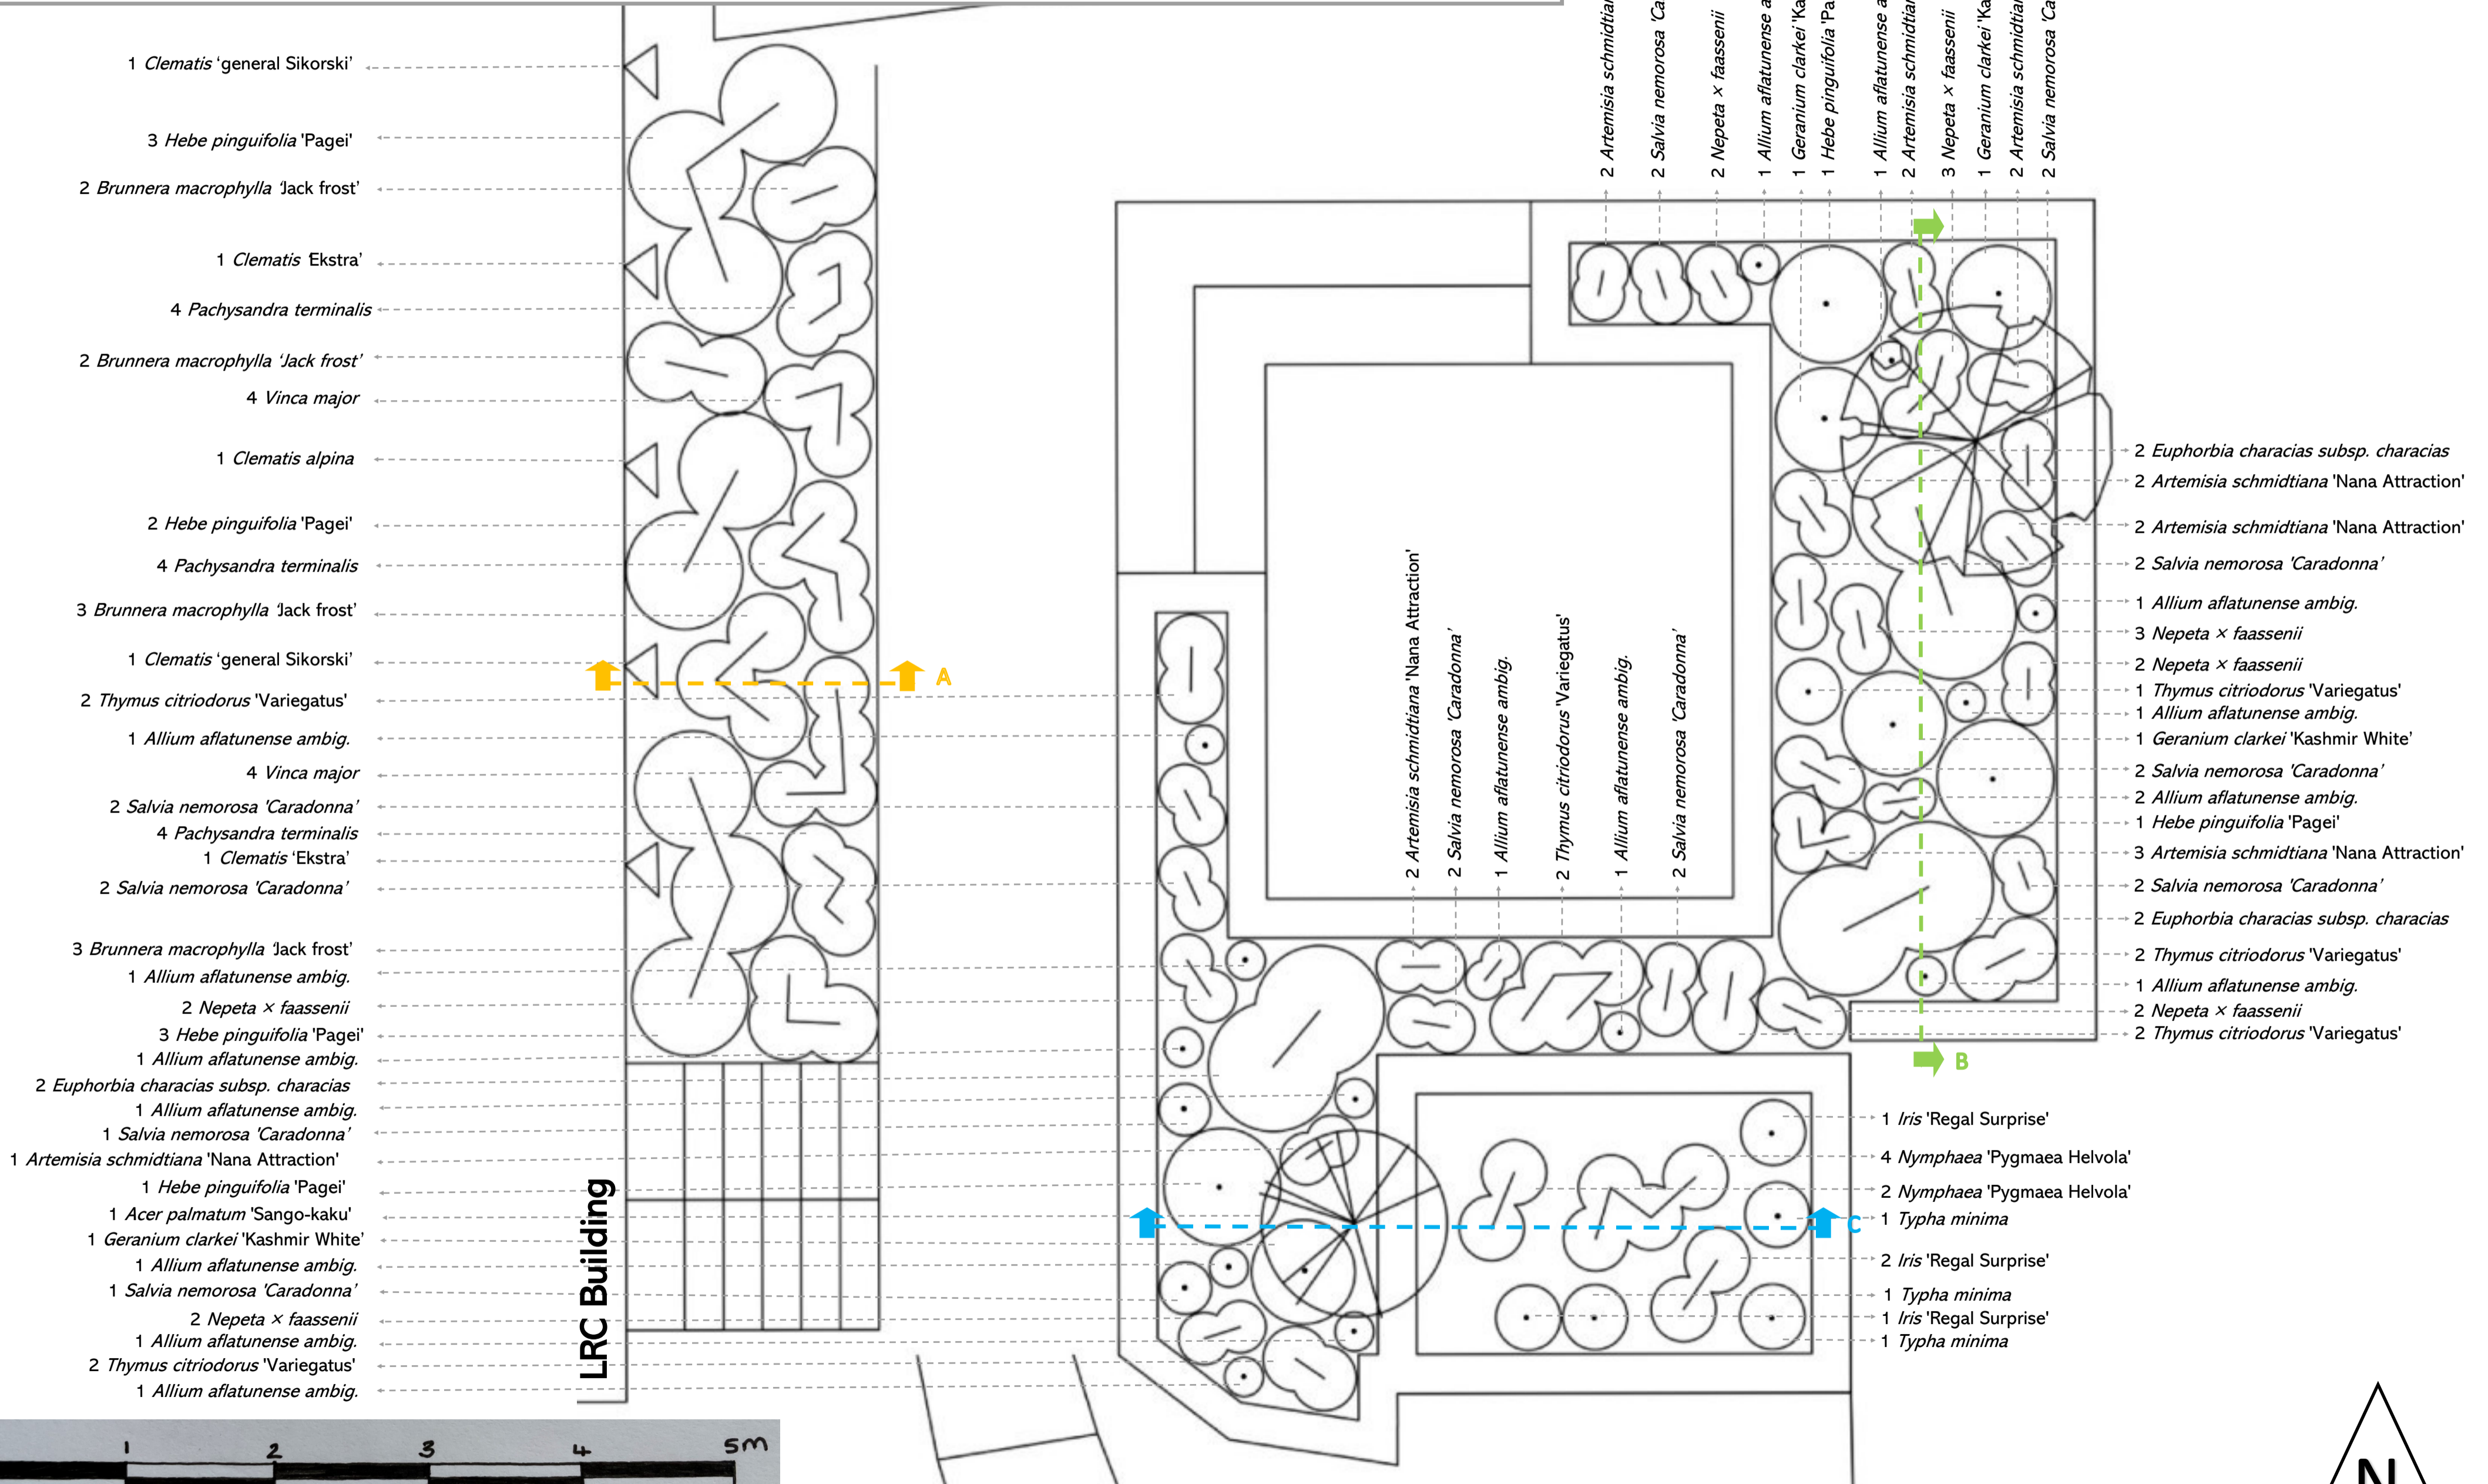 2 Artemisia schmidtiar
2 Salvia nemorosa 'Ca
2 Nepeta × faassenii
1 Allium aflatunense a
1 Geranium clarkei 'Ka
1 Hebe pinguifolia 'Pa
1 Allium aflatunense a
2 Artemisia schmidtiar
3 Nepeta × faassenii
1 Geranium clarkei 'Ka
2 Artemisia schmidtiar
2 Salvia nemorosa 'Ca
1 Clematis ‘general Sikorski’
3 Hebe pinguifolia 'Pagei'
2 Brunnera macrophylla ‘Jack frost’
1 Clematis ‘Ekstra’
4 Pachysandra terminalis
2 Brunnera macrophylla ‘Jack frost’
4 Vinca major
1 Clematis alpina
2 Hebe pinguifolia 'Pagei'
4 Pachysandra terminalis
3 Brunnera macrophylla ‘Jack frost’
1 Clematis ‘general Sikorski’
2 Thymus citriodorus 'Variegatus'
1 Allium aflatunense ambig.
4 Vinca major
2 Salvia nemorosa 'Caradonna’
4 Pachysandra terminalis
1 Clematis ‘Ekstra’
2 Salvia nemorosa 'Caradonna’
3 Brunnera macrophylla ‘Jack frost’
1 Allium aflatunense ambig.
2 Nepeta × faassenii
3 Hebe pinguifolia 'Pagei'
1 Allium aflatunense ambig.
2 Euphorbia characias subsp. characias
1 Allium aflatunense ambig.
1 Salvia nemorosa 'Caradonna’
1 Artemisia schmidtiana 'Nana Attraction'
1 Hebe pinguifolia 'Pagei'
1 Acer palmatum 'Sango-kaku'
1 Geranium clarkei 'Kashmir White’
1 Allium aflatunense ambig.
1 Salvia nemorosa 'Caradonna’
2 Nepeta × faassenii
1 Allium aflatunense ambig.
2 Thymus citriodorus 'Variegatus'
1 Allium aflatunense ambig.
A
LRC Building
2 Artemisia schmidtiana 'Nana Attraction'
2 Salvia nemorosa 'Caradonna’
1 Allium aflatunense ambig.
2 Thymus citriodorus 'Variegatus'
1 Allium aflatunense ambig.
2 Salvia nemorosa 'Caradonna’
2 Euphorbia characias subsp. characias
2 Artemisia schmidtiana 'Nana Attraction'
2 Artemisia schmidtiana 'Nana Attraction'
2 Salvia nemorosa 'Caradonna’
1 Allium aflatunense ambig.
3 Nepeta × faassenii
2 Nepeta × faassenii
1 Thymus citriodorus 'Variegatus'
1 Allium aflatunense ambig.
1 Geranium clarkei 'Kashmir White’
2 Salvia nemorosa 'Caradonna’
2 Allium aflatunense ambig.
1 Hebe pinguifolia 'Pagei'
3 Artemisia schmidtiana 'Nana Attraction'
2 Salvia nemorosa 'Caradonna’
2 Euphorbia characias subsp. characias
2 Thymus citriodorus 'Variegatus'
1 Allium aflatunense ambig.
2 Nepeta × faassenii
2 Thymus citriodorus 'Variegatus'
B
1 Iris 'Regal Surprise'
4 Nymphaea 'Pygmaea Helvola'
2 Nymphaea 'Pygmaea Helvola'
1 Typha minima
C
2 Iris 'Regal Surprise'
1 Typha minima
1 Iris 'Regal Surprise'
1 Typha minima
1 2 3 4 5m
N